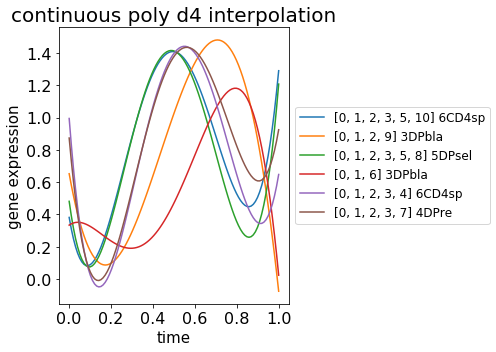 continuous poly d4 interpolation
gene expression
1.4
1.2
1.0
0.8
0.6
0.4
0.2
0.0
0.0 0.2 0.4 0.6 0.8 1.0
time
[0, 1, 2, 3, 5, 10] 6CD4sp
[0, 1, 2, 9] 3DPbla
[0, 1, 2, 3, 5, 8] 5DPsel
[0, 1, 6] 3DPbla
[0, 1, 2, 3, 4] 6CD4sp
[0, 1, 2, 3, 7] 4DPre